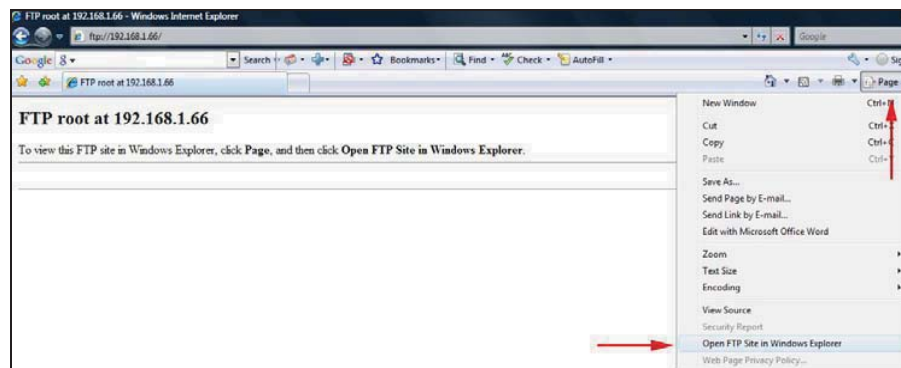 FTP root at 192.168.1.66 - Windows Internet Explorer
ftp://192.168.1.66/
Google
Google
Search
Bookmarks
Find
Check
AutoFill
FTP root at 192.168.1.66
Page
FTP root at 192.168.1.66
To view this FTP site in Windows Explorer, click Page, and then click Open FTP Site in Windows Explorer.
New Window
Cut
Copy
Paste
Save As...
Send Page by E-mail...
Send Link by E-mail...
Edit with Microsoft Office Word
Zoom
Text Size
Encoding
View Source
Security Report
Open FTP Site in Windows Explorer
Web Page Privacy Policy...